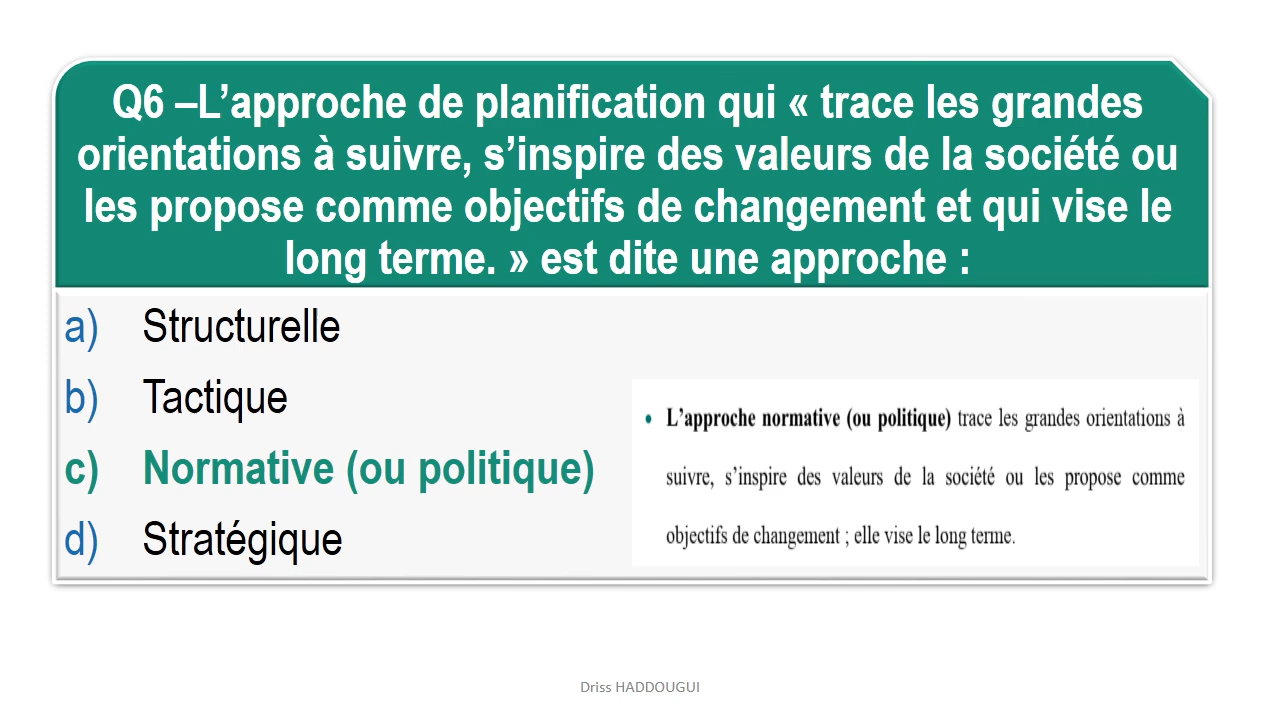 Q6 –L’approche de planification qui « trace les grandes
orientations à suivre, s’inspire des valeurs de la société ou
les propose comme objectifs de changement et qui vise le
long terme. » est dite une approche :
a) Structurelle
b) Tactique
c) Normative (ou politique)
d) Stratégique
• L’approche normative (ou politique) trace les grandes orientations à
suivre, s’inspire des valeurs de la société ou les propose comme
objectifs de changement ; elle vise le long terme.
Driss HADDOUGUI